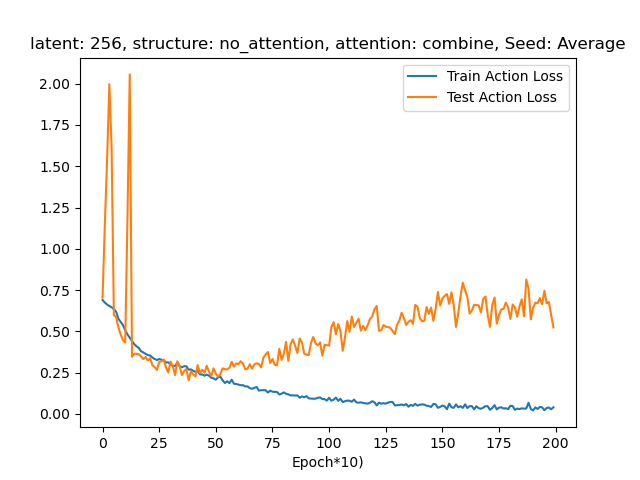 latent: 256, structure: no_attention, attention: combine, Seed: Average
Train Action Loss
Test Action Loss
2.00
1.75
1.50
1.25
1.00
0.75
0.50
0.25
0.00
0 25 50 75 100 125 150 175 200
Epoch*10)